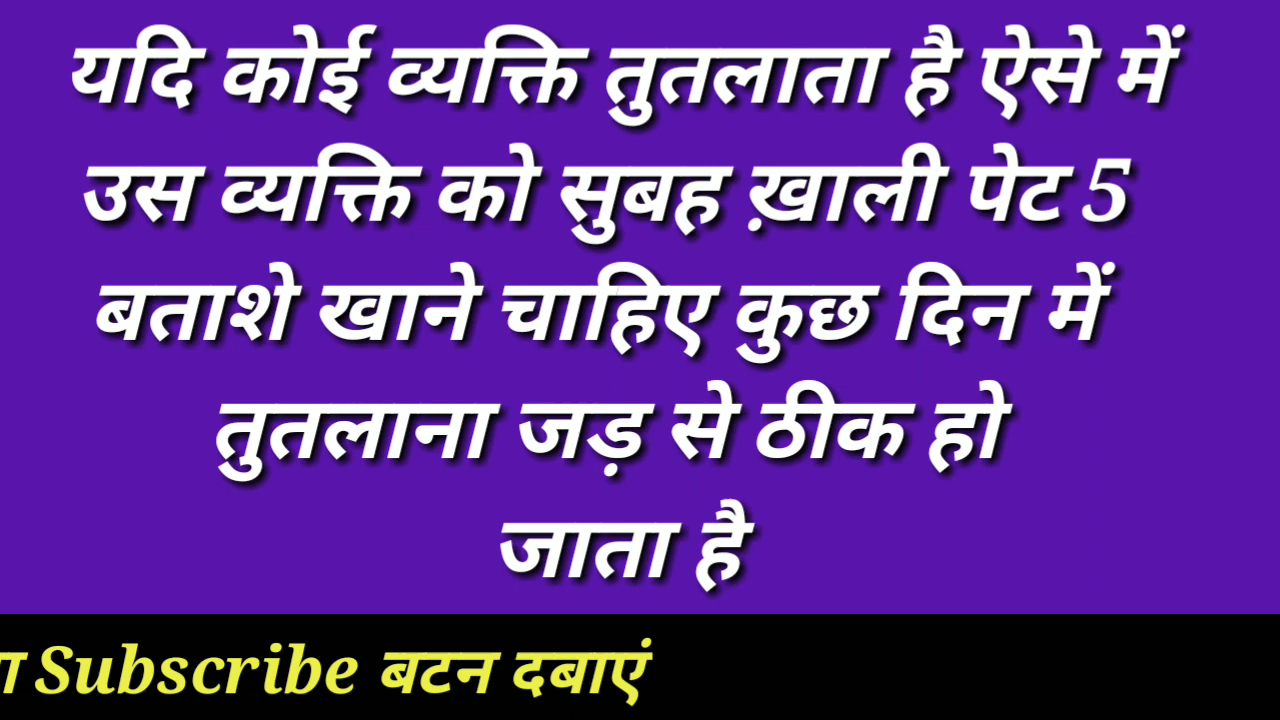 यदि कोई व्यक्ति तुतलाता है ऐसे में
उस व्यक्ति को सुबह ख़ाली पेट 5
बताशे खाने चाहिए कुछ दिन में
तुतलाना जड़ से ठीक हो
जाता है
Subscribe बटन दबाएं